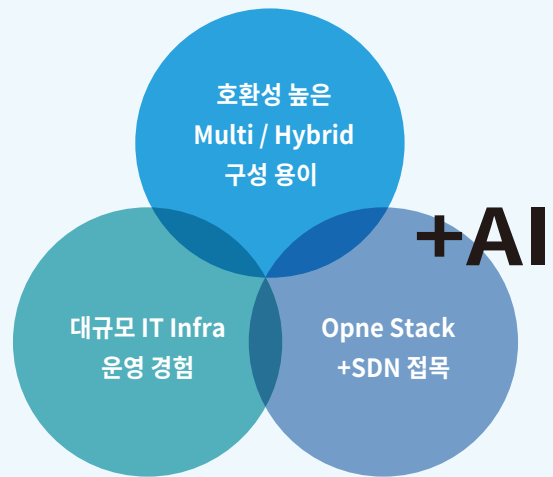 호환성 높은
Multi / Hybrid
구성 용이
+AI
대규모 IT Infra
운영 경험
Opne Stack
+SDN 접목